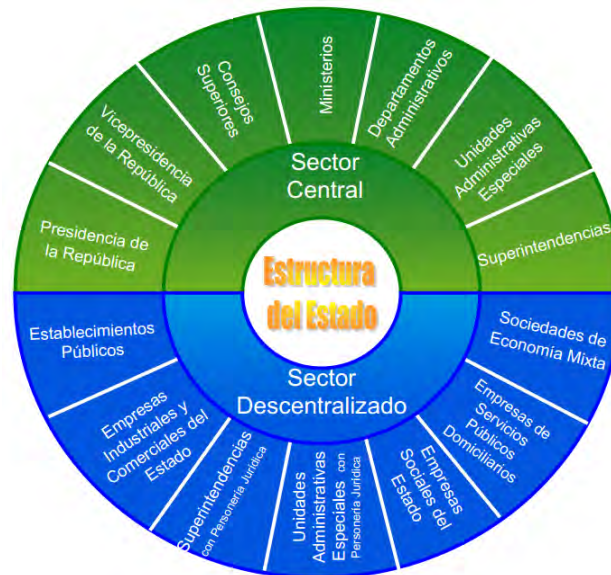 Presidencia de
la República
Vicepresidencia
de la República
Consejos
Superiores
Ministerios
Departamentos
Administrativos
Unidades
Administrativas
Especiales
Superintendencias
Sector
Central
Estructura
del Estado
Sector
Descentralizado
Establecimientos
Públicos
Empresas
Industriales y
Comerciales del
Estado
Superintendencias
con Personería Jurídica
Unidades
Administrativas
Especiales con
Personería Jurídica
Empresas
Sociales del
Estado
Empresas de
Servicios
Públicos
Domiciliarios
Sociedades de
Economía Mixta